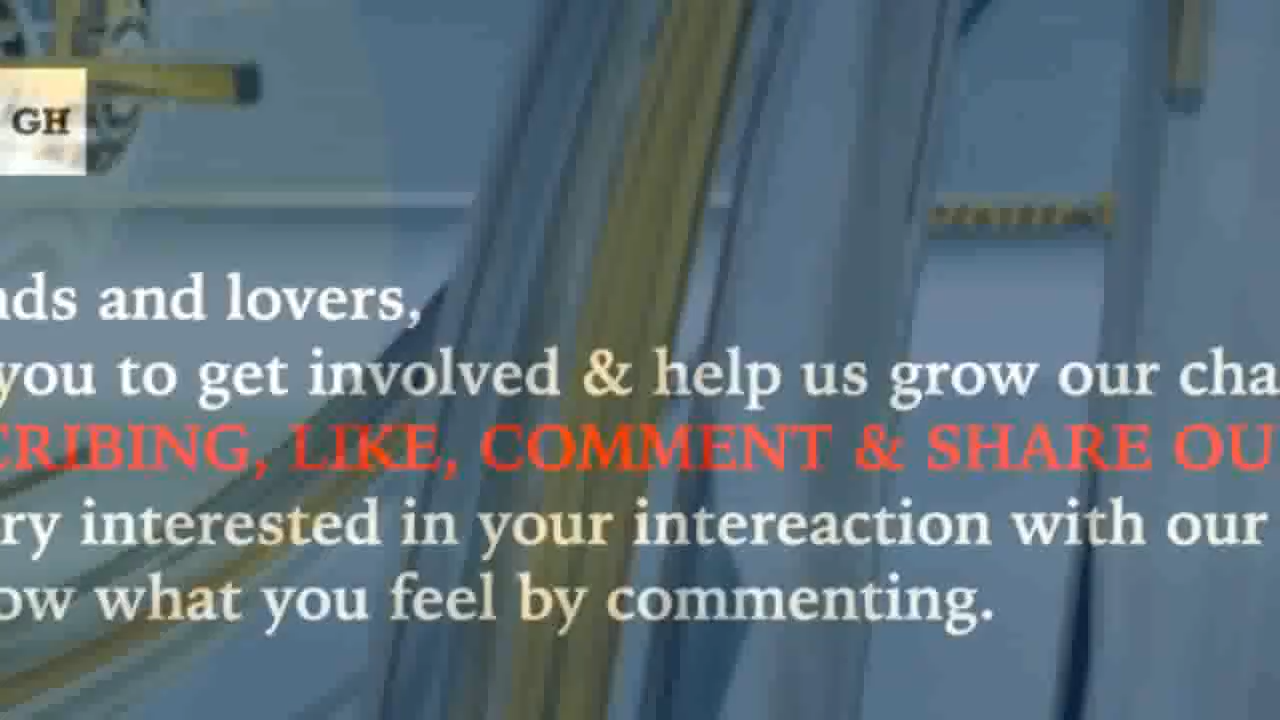 GH
nds and lovers,
you to get involved & help us grow our cha
CRIBING, LIKE, COMMENT & SHARE OU
ry interested in your intereaction with our
ow what you feel by commenting.